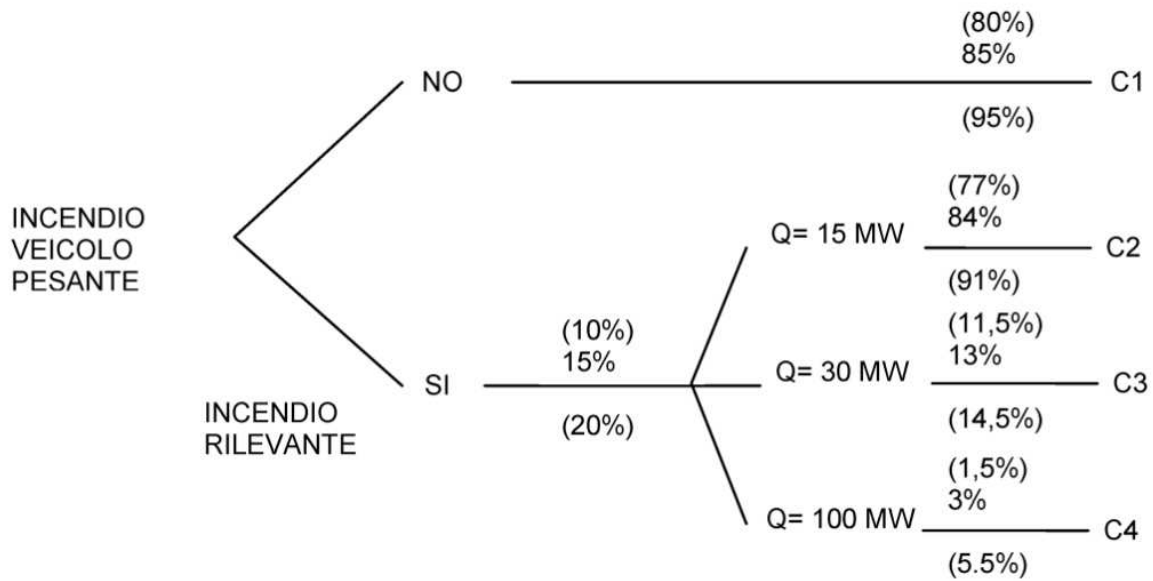 (80%)
85%
NO
C1
(95%)
(77%)
84%
INCENDIO
VEICOLO
PESANTE
Q= 15 MW
C2
(91%)
(10%)
15%
(11,5%)
13%
SI
Q= 30 MW
C3
INCENDIO
RILEVANTE
(20%)
(14,5%)
(1,5%)
3%
Q= 100 MW
C4
(5.5%)